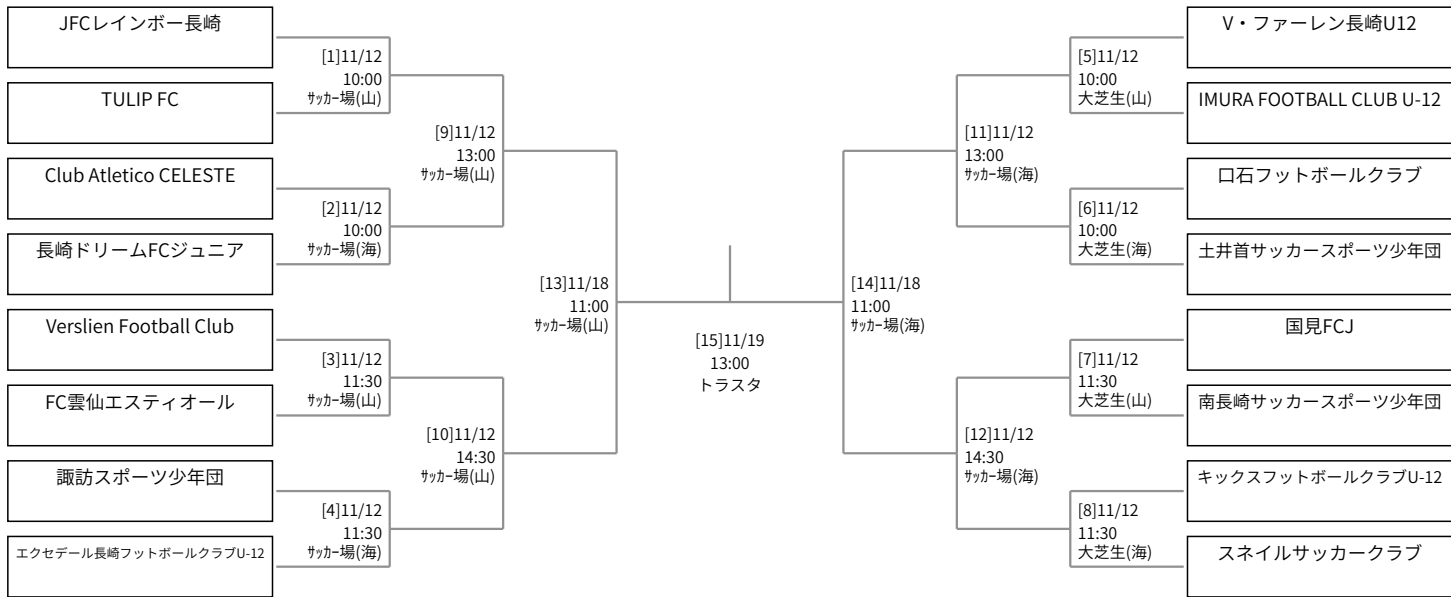 JFCレインボー長崎
TULIP FC
Club Atletico CELESTE
長崎ドリームFCジュニア
Verslien Football Club
FC雲仙エスティオール
諏訪スポーツ少年団
エクセデール長崎フットボールクラブU-12
[1]11/12
10:00
ｻｯｶｰ場(山)
[2]11/12
10:00
ｻｯｶｰ場(海)
[3]11/12
11:30
ｻｯｶｰ場(山)
[4]11/12
11:30
ｻｯｶｰ場(海)
[9]11/12
13:00
ｻｯｶｰ場(山)
[10]11/12
14:30
ｻｯｶｰ場(山)
[13]11/18
11:00
ｻｯｶｰ場(山)
[15]11/19
13:00
トラスタ
[14]11/18
11:00
ｻｯｶｰ場(海)
[11]11/12
13:00
ｻｯｶｰ場(海)
[12]11/12
14:30
ｻｯｶｰ場(海)
[5]11/12
10:00
大芝生(山)
[6]11/12
10:00
大芝生(海)
[7]11/12
11:30
大芝生(山)
[8]11/12
11:30
大芝生(海)
V・ファーレン長崎U12
IMURA FOOTBALL CLUB U-12
口石フットボールクラブ
土井首サッカースポーツ少年団
国見FCJ
南長崎サッカースポーツ少年団
キックスフットボールクラブU-12
スネイルサッカークラブ